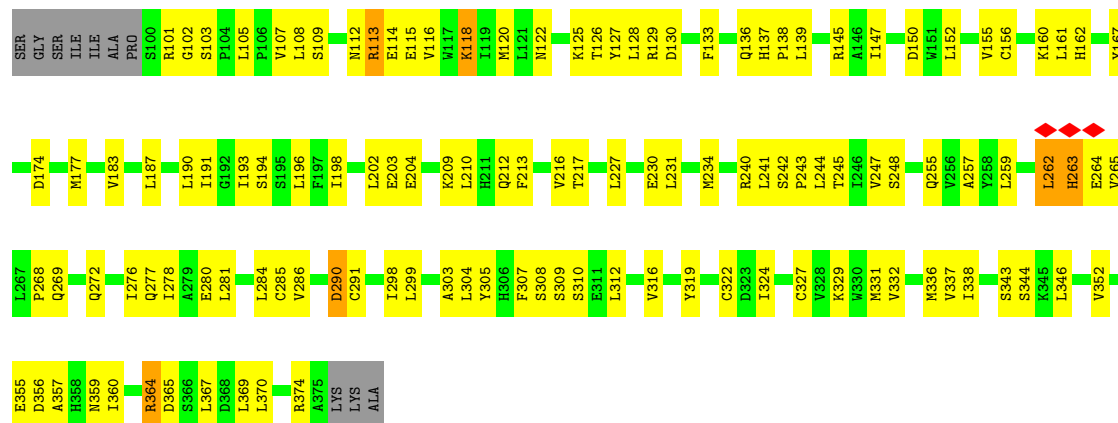 SER GLY SER ILE ILE ALA PRO S100 R101 G102 S103 P104 L105 P106 V107 L108 S109 N112 R113 E114 E115 V116 W117 K118 I119 M120 L121 N122 K125 T126 Y127 L128 R129 D130 F133 Q136 H137 P138 L139 R145 A146 I147 D150 W151 L152 V155 C156 K160 L161 H162 Y167
D174 M177 V183 L187 L190 I191 G192 I193 S194 S195 L196 F197 I198 L202 E203 E204 K209 L210 H211 Q212 F213 V216 T217 L227 E230 L231 M234 R240 L241 S242 P243 L244 T245 I246 V247 S248 Q255 V256 A257 Y258 L259 L262 H263 E264 V265
L267 P268 Q269 Q272 I276 Q277 I278 A279 E280 L281 L284 C285 V286 D290 C291 I298 L299 A303 L304 Y305 H306 F307 S308 S309 S310 E311 L312 V316 Y319 C322 D323 I324 C327 V328 K329 W330 M331 V332 M336 V337 I338 S343 S344 K345 L346 V352
E355 D356 A357 H358 N359 I360 R364 D365 S366 L367 D368 L369 L370 R374 A375 LYS LYS ALA